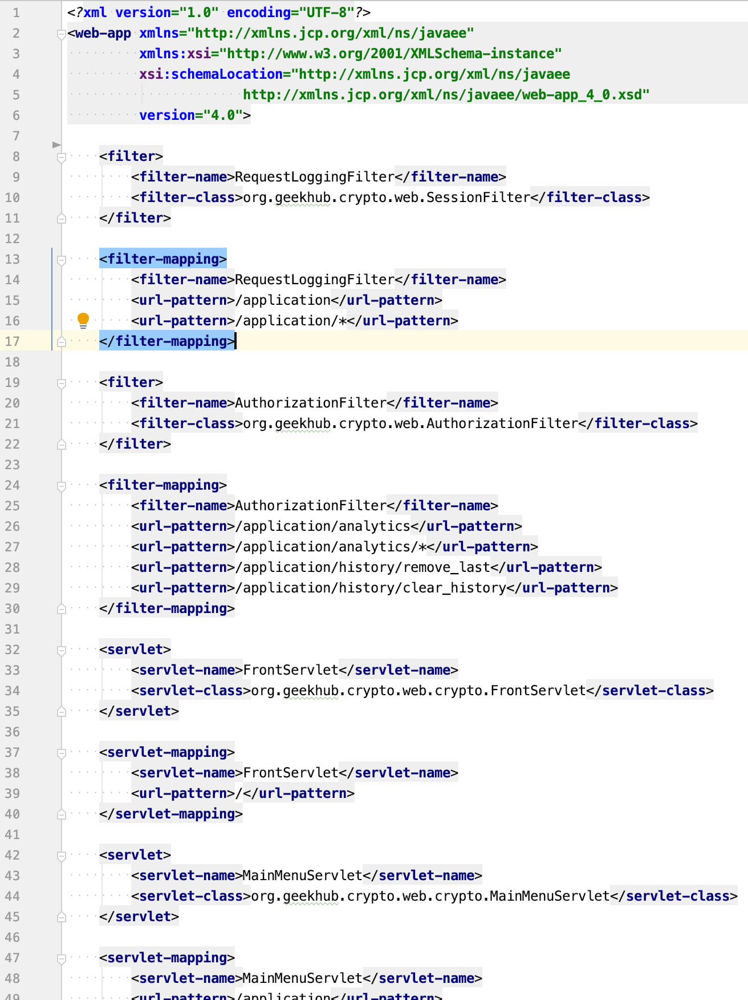 1 <?xml version="1.0" encoding="UTF-8"?>
2 <web-app xmlns="http://xmlns.jcp.org/xml/ns/javaee"
3 xmlns:xsi="http://www.w3.org/2001/XMLSchema-instance"
4 xsi:schemaLocation="http://xmlns.jcp.org/xml/ns/javaee
5 http://xmlns.jcp.org/xml/ns/javaee/web-app_4_0.xsd"
6 version="4.0">
7
8 <filter>
9 <filter-name>RequestLoggingFilter</filter-name>
10 <filter-class>org.geekhub.crypto.web.SessionFilter</filter-class>
11 </filter>
12
13 <filter-mapping>
14 <filter-name>RequestLoggingFilter</filter-name>
15 <url-pattern>/application</url-pattern>
16 <url-pattern>/application/*</url-pattern>
17 </filter-mapping>
18
19 <filter>
20 <filter-name>AuthorizationFilter</filter-name>
21 <filter-class>org.geekhub.crypto.web.AuthorizationFilter</filter-class>
22 </filter>
23
24 <filter-mapping>
25 <filter-name>AuthorizationFilter</filter-name>
26 <url-pattern>/application/analytics</url-pattern>
27 <url-pattern>/application/analytics/*</url-pattern>
28 <url-pattern>/application/history/remove_last</url-pattern>
29 <url-pattern>/application/history/clear_history</url-pattern>
30 </filter-mapping>
31
32 <servlet>
33 <servlet-name>FrontServlet</servlet-name>
34 <servlet-class>org.geekhub.crypto.web.crypto.FrontServlet</servlet-class>
35 </servlet>
36
37 <servlet-mapping>
38 <servlet-name>FrontServlet</servlet-name>
39 <url-pattern>/</url-pattern>
40 </servlet-mapping>
41
42 <servlet>
43 <servlet-name>MainMenuServlet</servlet-name>
44 <servlet-class>org.geekhub.crypto.web.crypto.MainMenuServlet</servlet-class>
45 </servlet>
46
47 <servlet-mapping>
48 <servlet-name>MainMenuServlet</servlet-name>
49 <url-pattern>/application</url-pattern>